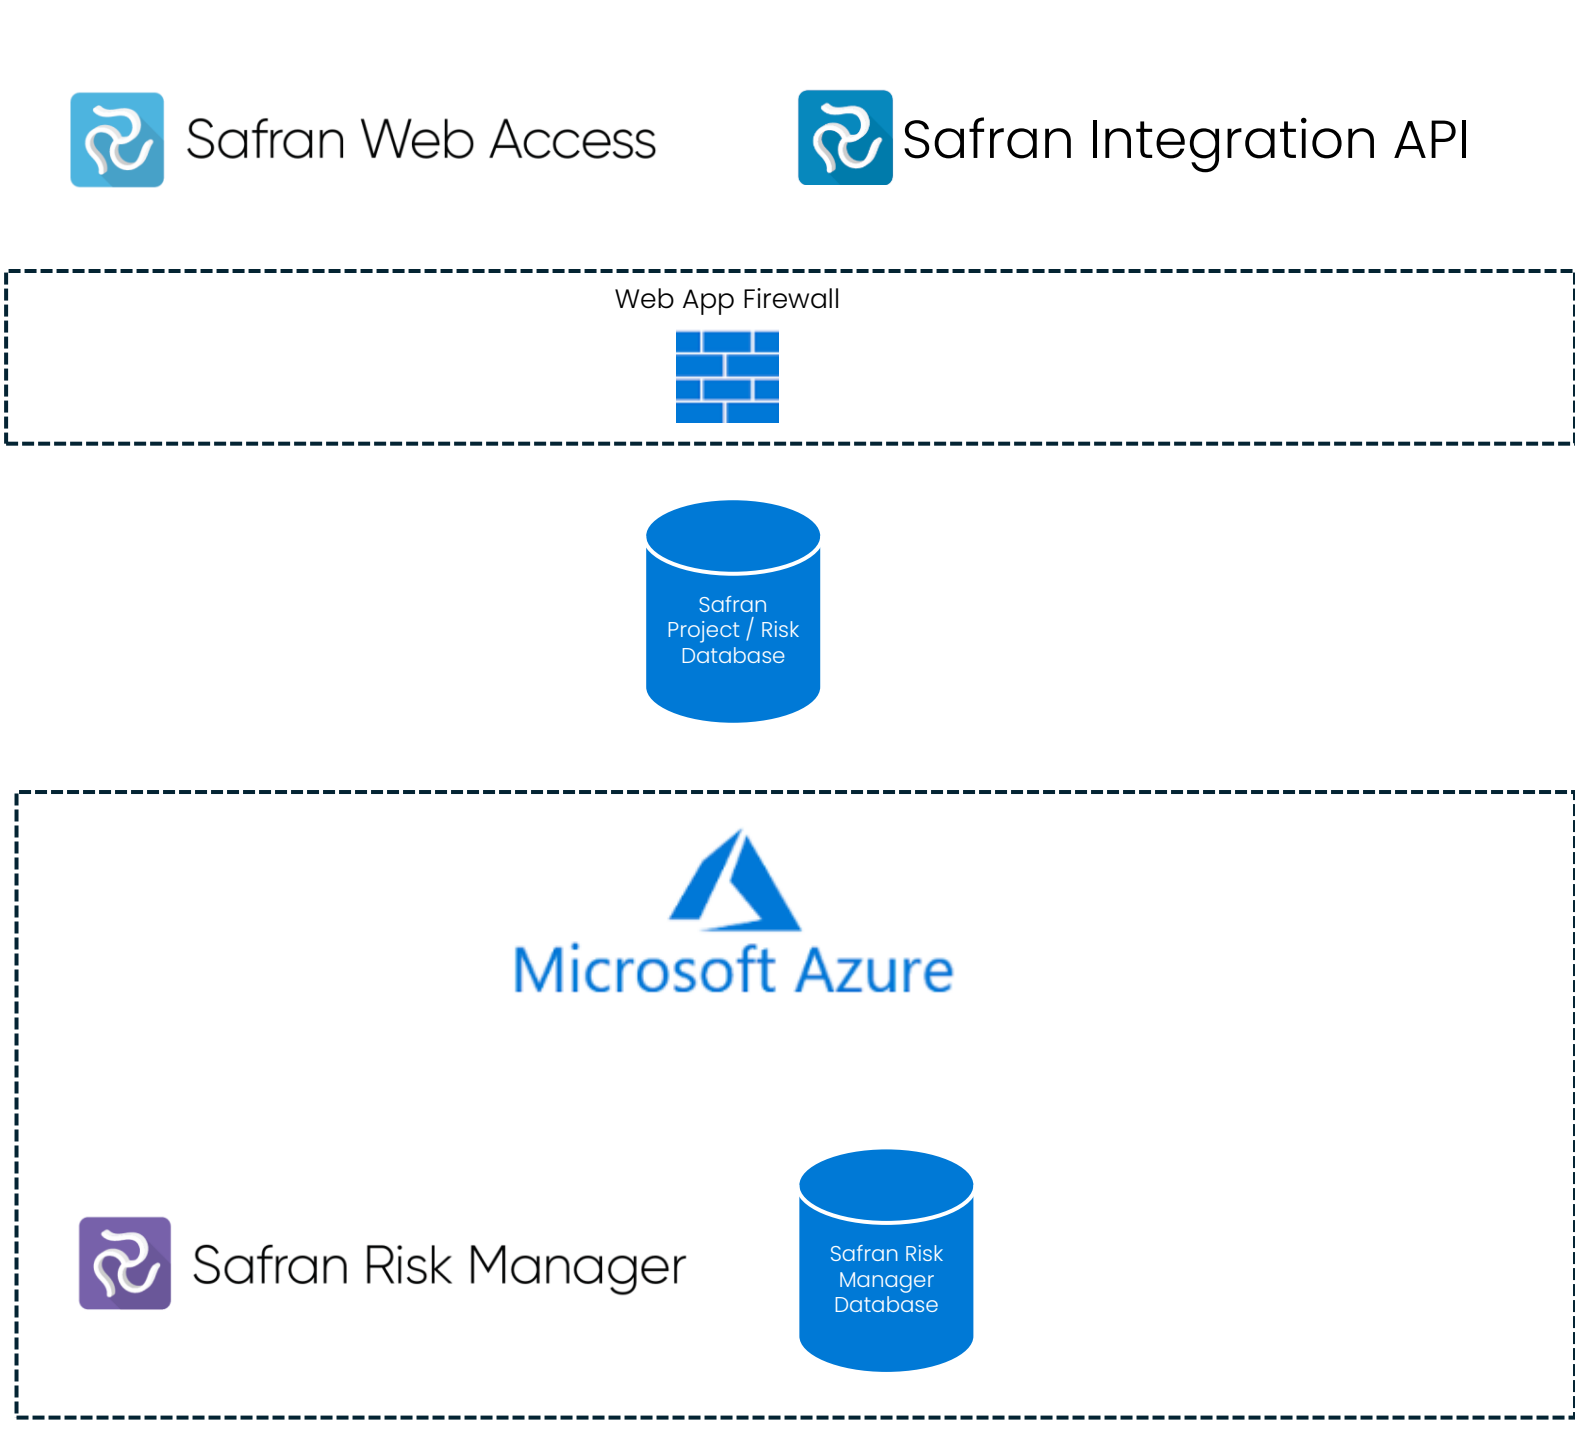 Safran Web Access
Safran Integration API
Web App Firewall
Safran
Project / Risk
Database
Microsoft Azure
Safran Risk Manager
Safran Risk
Manager
Database